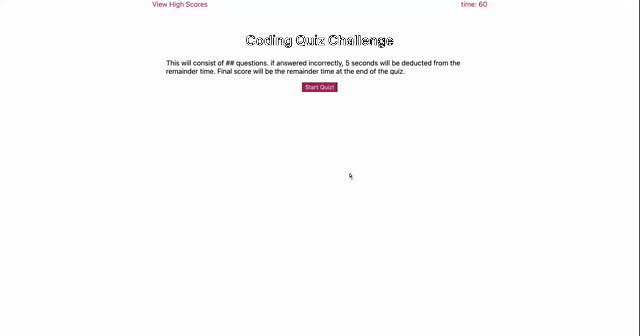 View High Scores
time: 60
Coding Quiz Challenge
This will consist of ## questions. if answered incorrectly, 5 seconds will be deducted from the
remainder time. Final score will be the remainder time at the end of the quiz.
Start Quiz!